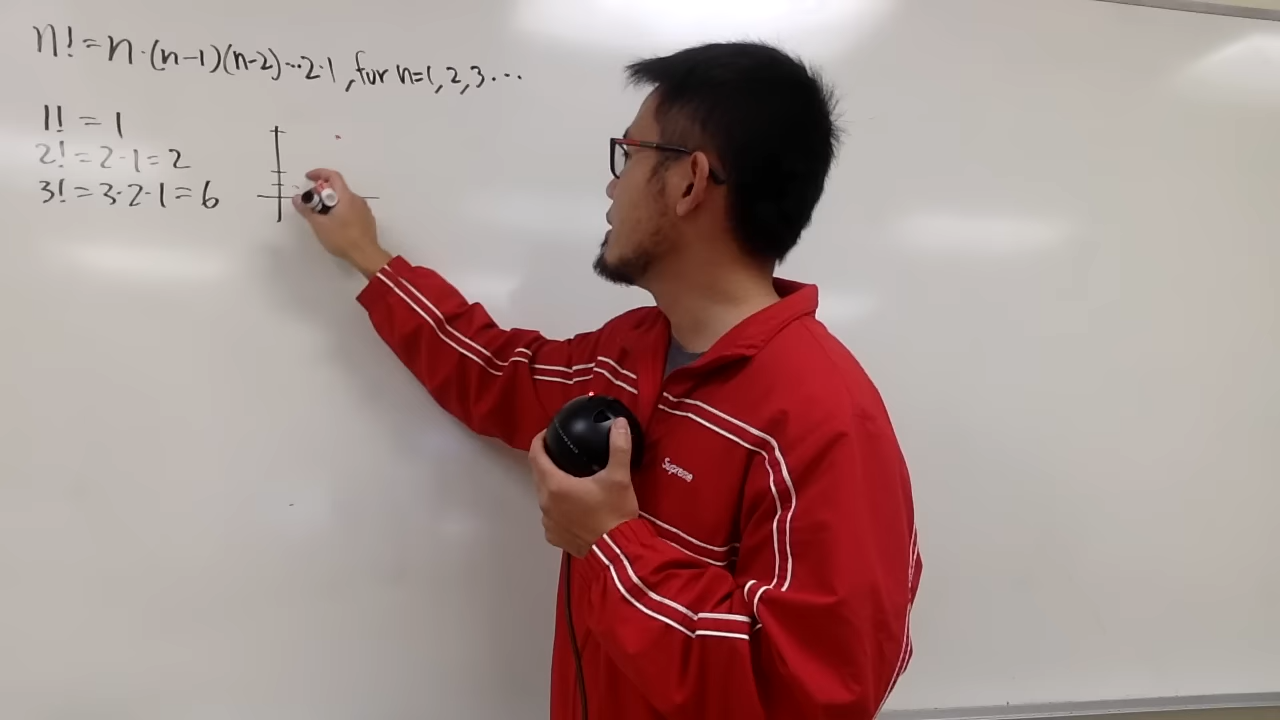 n! = n·(n-1)(n-2)···2·1, for n=1, 2, 3···
1! = 1
2! = 2·1 = 2
3! = 3·2·1 = 6
Supreme